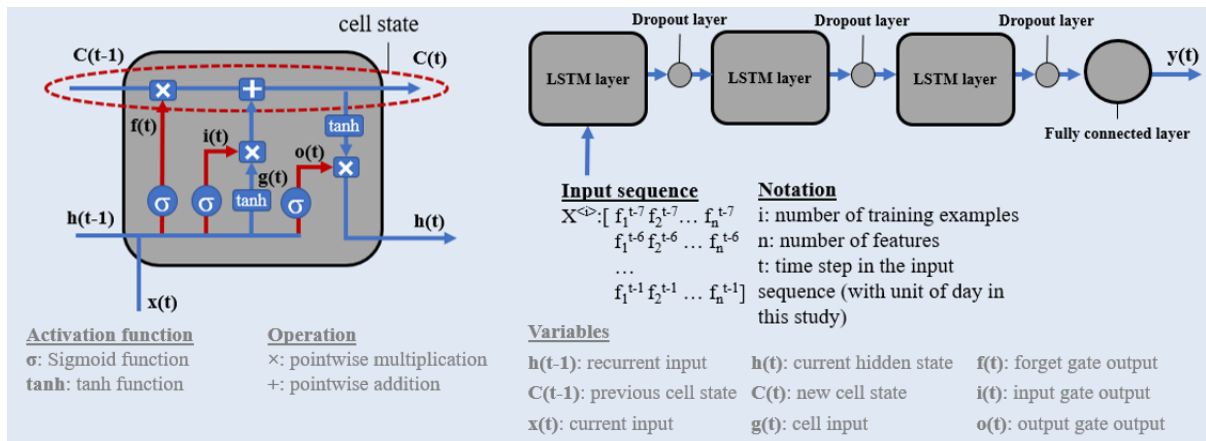 cell state
C(t-1)
C(t)
×
+
f(t)
tanh
i(t)
×
o(t)
×
g(t)
σ
σ
tanh
σ
h(t-1)
h(t)
x(t)
Activation function
σ: Sigmoid function
tanh: tanh function
Operation
×: pointwise multiplication
+: pointwise addition
Dropout layer
Dropout layer
Dropout layer
LSTM layer
LSTM layer
LSTM layer
y(t)
Fully connected layer
Input sequence
X<i>:[ f₁ᵗ⁻⁷ f₂ᵗ⁻⁷… fₙᵗ⁻⁷
f₁ᵗ⁻⁶ f₂ᵗ⁻⁶ … fₙᵗ⁻⁶
…
f₁ᵗ⁻¹ f₂ᵗ⁻¹ … fₙᵗ⁻¹]
Notation
i: number of training examples
n: number of features
t: time step in the input
sequence (with unit of day in
this study)
Variables
h(t-1): recurrent input
C(t-1): previous cell state
x(t): current input
h(t): current hidden state
C(t): new cell state
g(t): cell input
f(t): forget gate output
i(t): input gate output
o(t): output gate output